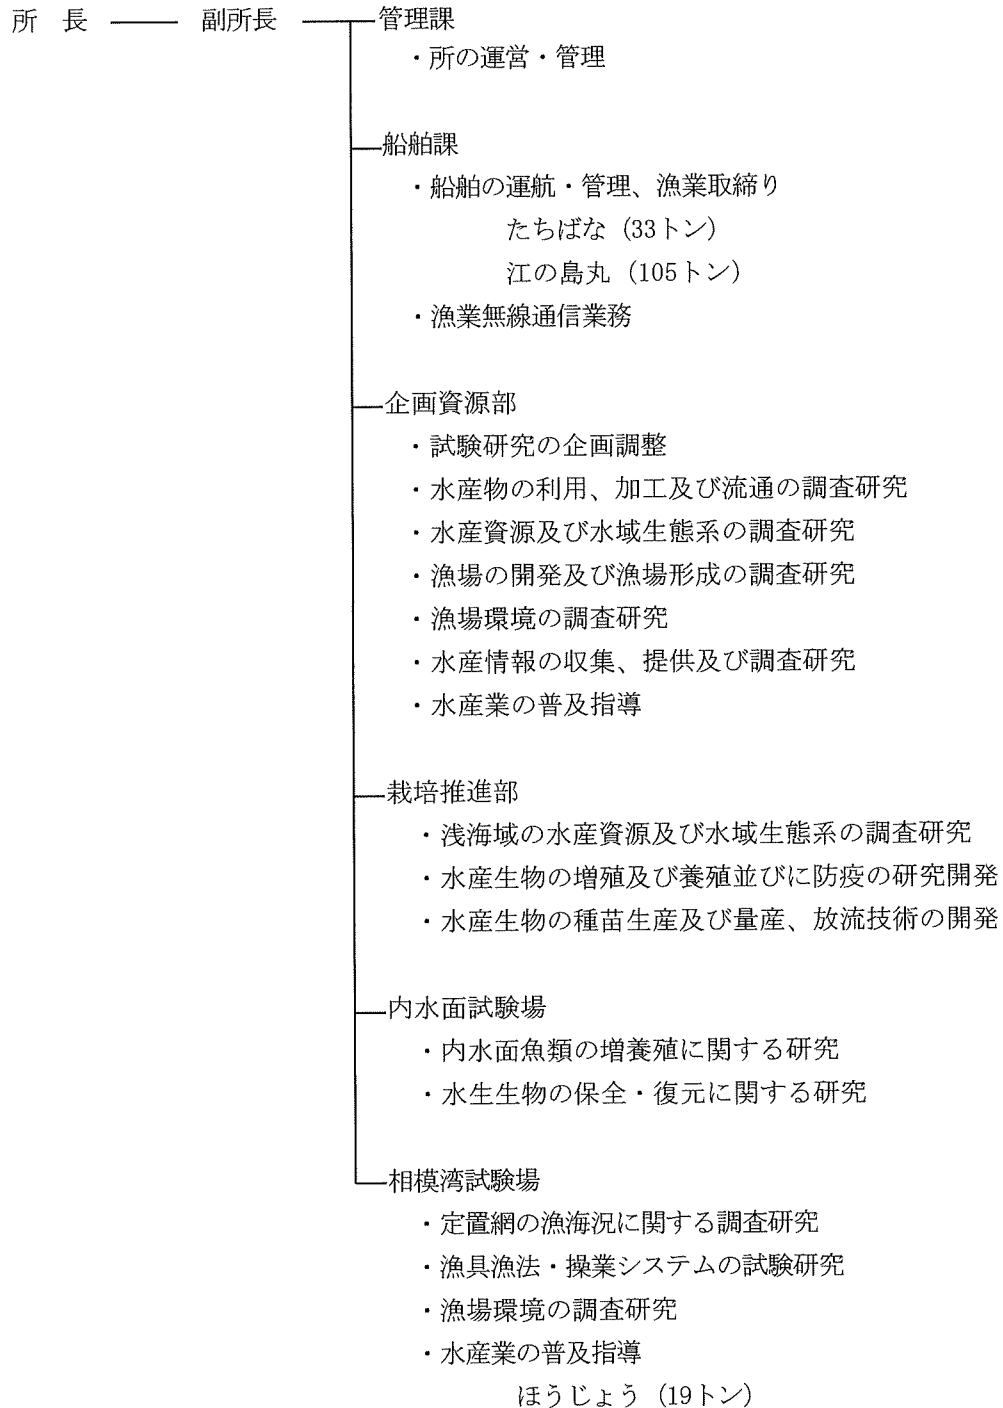 所　長 ―― 副所長 ―― 管理課
・所の運営・管理
船舶課
・船舶の運航・管理、漁業取締り
たちばな (33トン)
江の島丸 (105トン)
・漁業無線通信業務
企画資源部
・試験研究の企画調整
・水産物の利用、加工及び流通の調査研究
・水産資源及び水域生態系の調査研究
・漁場の開発及び漁場形成の調査研究
・漁場環境の調査研究
・水産情報の収集、提供及び調査研究
・水産業の普及指導
栽培推進部
・浅海域の水産資源及び水域生態系の調査研究
・水産生物の増殖及び養殖並びに防疫の研究開発
・水産生物の種苗生産及び量産、放流技術の開発
内水面試験場
・内水面魚類の増養殖に関する研究
・水生生物の保全・復元に関する研究
相模湾試験場
・定置網の漁海況に関する調査研究
・漁具漁法・操業システムの試験研究
・漁場環境の調査研究
・水産業の普及指導
ほうじょう (19トン)